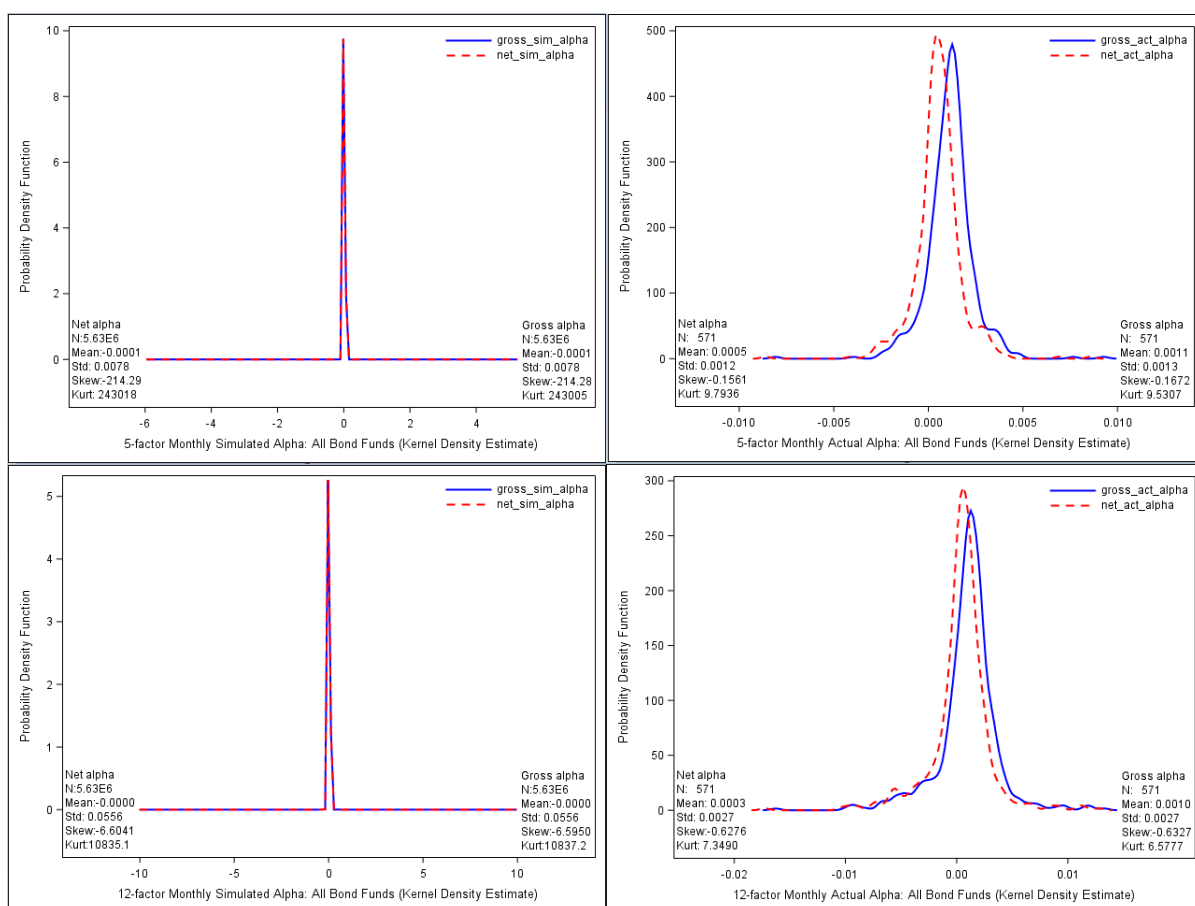 10
8
6
4
2
0
Probability Density Function
gross_sim_alpha
net_sim_alpha
Net alpha
N:5.63E6
Mean:-0.0001
Std: 0.0078
Skew:-214.29
Kurt: 243018
Gross alpha
N:5.63E6
Mean:-0.0001
Std: 0.0078
Skew:-214.28
Kurt: 243005
-6 -4 -2 0 2 4
5-factor Monthly Simulated Alpha: All Bond Funds (Kernel Density Estimate)
500
400
300
200
100
0
Probability Density Function
gross_act_alpha
net_act_alpha
Net alpha
N: 571
Mean: 0.0005
Std: 0.0012
Skew:-0.1561
Kurt: 9.7936
Gross alpha
N: 571
Mean: 0.0011
Std: 0.0013
Skew:-0.1672
Kurt: 9.5307
-0.010 -0.005 0.000 0.005 0.010
5-factor Monthly Actual Alpha: All Bond Funds (Kernel Density Estimate)
5
4
3
2
1
0
Probability Density Function
gross_sim_alpha
net_sim_alpha
Net alpha
N:5.63E6
Mean:-0.0000
Std: 0.0556
Skew:-6.6041
Kurt:10835.1
Gross alpha
N:5.63E6
Mean:-0.0000
Std: 0.0556
Skew:-6.5950
Kurt:10837.2
-10 -5 0 5 10
12-factor Monthly Simulated Alpha: All Bond Funds (Kernel Density Estimate)
300
250
200
150
100
50
0
Probability Density Function
gross_act_alpha
net_act_alpha
Net alpha
N: 571
Mean: 0.0003
Std: 0.0027
Skew:-0.6276
Kurt: 7.3490
Gross alpha
N: 571
Mean: 0.0010
Std: 0.0027
Skew:-0.6327
Kurt: 6.5777
-0.02 -0.01 0.00 0.01
12-factor Monthly Actual Alpha: All Bond Funds (Kernel Density Estimate)